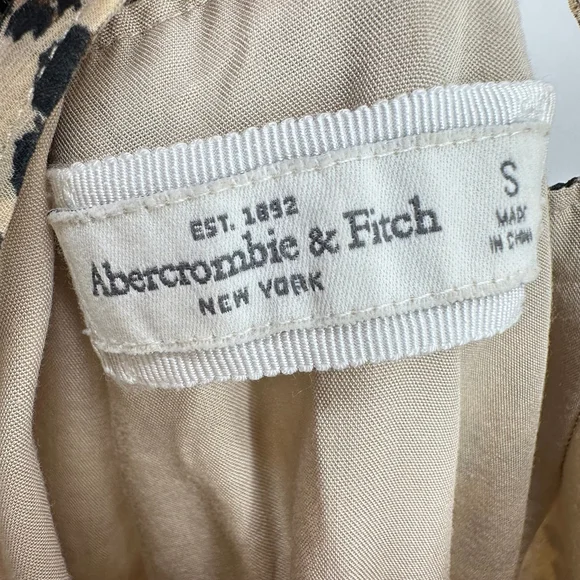 EST. 1892
Abercrombie & Fitch
NEW YORK
S
MADE
IN CHINA